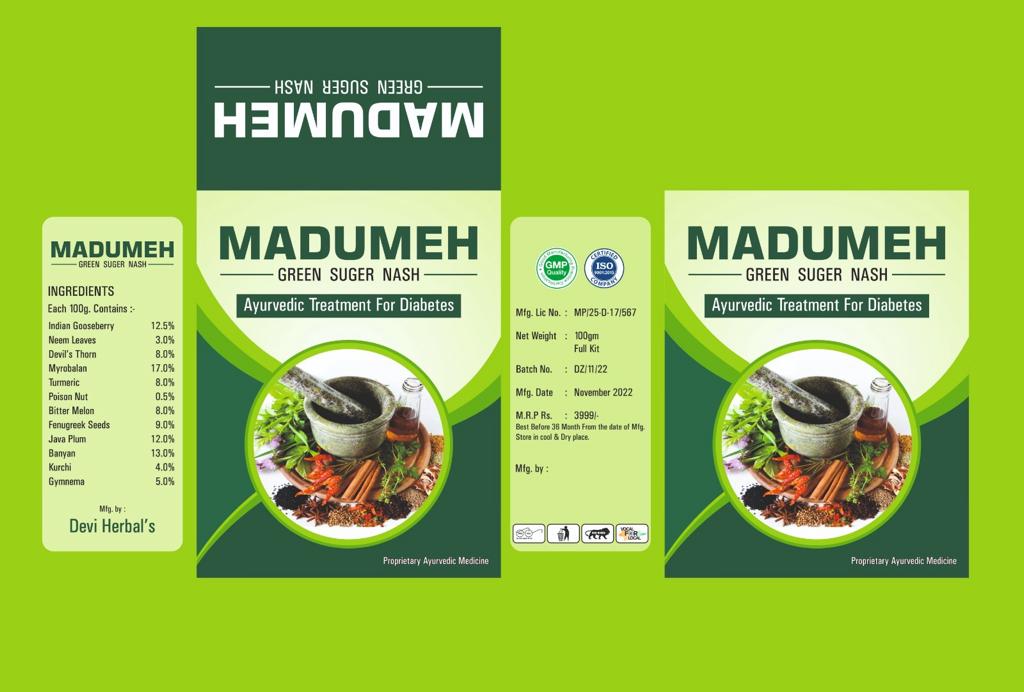 GREEN SUGER NASH
MADUMEH
MADUMEH
GREEN SUGER NASH
INGREDIENTS
Each 100g. Contains :-
Indian Gooseberry 12.5%
Neem Leaves 3.0%
Devil's Thorn 8.0%
Myrobalan 17.0%
Turmeric 8.0%
Poison Nut 0.5%
Bitter Melon 8.0%
Fenugreek Seeds 9.0%
Java Plum 12.0%
Banyan 13.0%
Kurchi 4.0%
Gymnema 5.0%
Mfg. by :
Devi Herbal's
MADUMEH
GREEN SUGER NASH
Ayurvedic Treatment For Diabetes
Proprietary Ayurvedic Medicine
GMP
Quality
CERTIFIED
ISO
9001:2015
COMPANY
Mfg. Lic No. : MP/25-D-17/567
Net Weight : 100gm
Full Kit
Batch No. : DZ/11/22
Mfg. Date : November 2022
M.R.P Rs. : 3999/-
Best Before 36 Month From the date of Mfg.
Store in cool & Dry place.
Mfg. by :
VOCAL
FOR
LOCAL
MADUMEH
GREEN SUGER NASH
Ayurvedic Treatment For Diabetes
Proprietary Ayurvedic Medicine